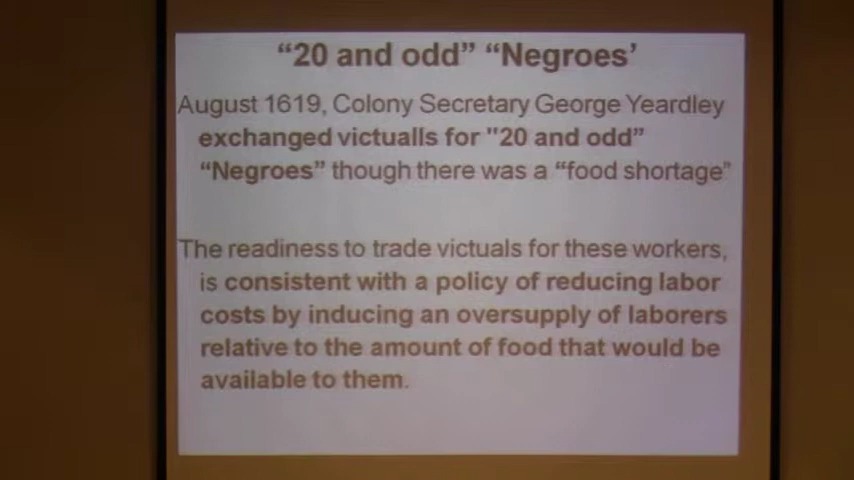 “20 and odd” “Negroes’
August 1619, Colony Secretary George Yeardley
exchanged victualls for "20 and odd”
“Negroes” though there was a “food shortage”
The readiness to trade victuals for these workers,
is consistent with a policy of reducing labor
costs by inducing an oversupply of laborers
relative to the amount of food that would be
available to them.